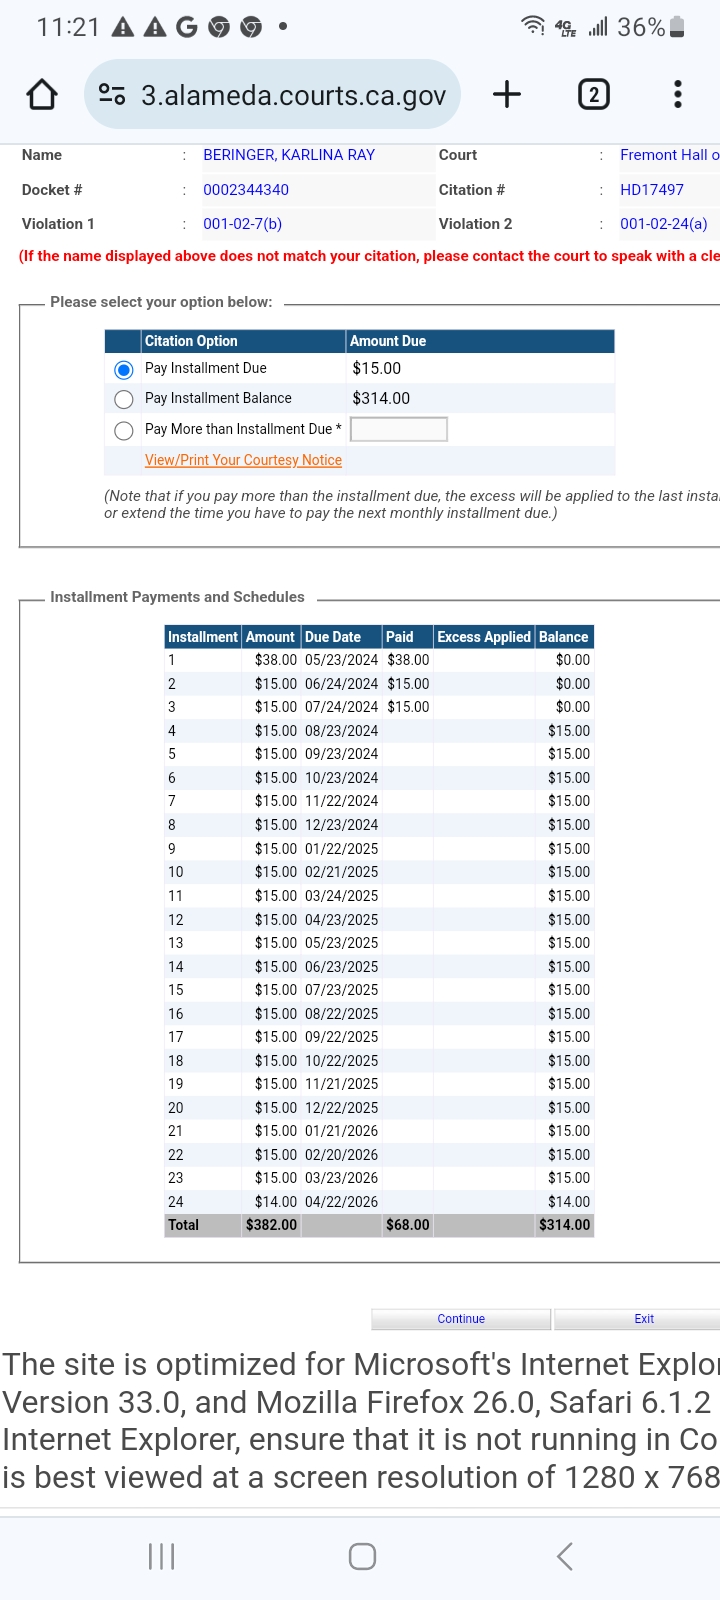 11:21 G 4G LTE 36%
3.alameda.courts.ca.gov 2
Name : BERINGER, KARLINA RAY Court : Fremont Hall o
Docket # : 0002344340 Citation # : HD17497
Violation 1 : 001-02-7(b) Violation 2 : 001-02-24(a)
(If the name displayed above does not match your citation, please contact the court to speak with a cle
Please select your option below:
Citation Option Amount Due
Pay Installment Due $15.00
Pay Installment Balance $314.00
Pay More than Installment Due *
View/Print Your Courtesy Notice
(Note that if you pay more than the installment due, the excess will be applied to the last insta
or extend the time you have to pay the next monthly installment due.)
Installment Payments and Schedules
Installment Amount Due Date Paid Excess Applied Balance
1 $38.00 05/23/2024 $38.00 $0.00
2 $15.00 06/24/2024 $15.00 $0.00
3 $15.00 07/24/2024 $15.00 $0.00
4 $15.00 08/23/2024 $15.00
5 $15.00 09/23/2024 $15.00
6 $15.00 10/23/2024 $15.00
7 $15.00 11/22/2024 $15.00
8 $15.00 12/23/2024 $15.00
9 $15.00 01/22/2025 $15.00
10 $15.00 02/21/2025 $15.00
11 $15.00 03/24/2025 $15.00
12 $15.00 04/23/2025 $15.00
13 $15.00 05/23/2025 $15.00
14 $15.00 06/23/2025 $15.00
15 $15.00 07/23/2025 $15.00
16 $15.00 08/22/2025 $15.00
17 $15.00 09/22/2025 $15.00
18 $15.00 10/22/2025 $15.00
19 $15.00 11/21/2025 $15.00
20 $15.00 12/22/2025 $15.00
21 $15.00 01/21/2026 $15.00
22 $15.00 02/20/2026 $15.00
23 $15.00 03/23/2026 $15.00
24 $14.00 04/22/2026 $14.00
Total $382.00 $68.00 $314.00
Continue Exit
The site is optimized for Microsoft's Internet Explor
Version 33.0, and Mozilla Firefox 26.0, Safari 6.1.2
Internet Explorer, ensure that it is not running in Co
is best viewed at a screen resolution of 1280 x 768